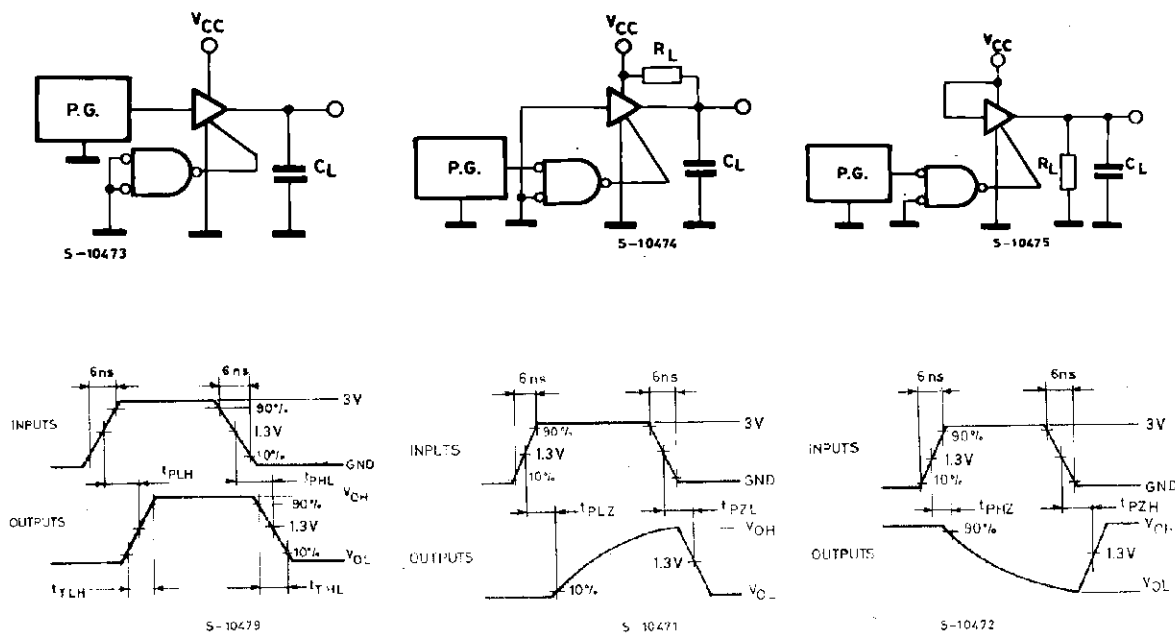 VCC
P.G.
CL
S-10473
VCC
RL
P.G.
CL
S-10474
VCC
P.G.
RL
CL
S-10475
6ns 6ns
INPUTS
3V
90%
1.3V
10%
GND
tPLH tPHL
OUTPUTS
VOH
90%
1.3V
10%
VOL
tTLH tTHL
S-10479
6ns 6ns
INPUTS
3V
90%
1.3V
10%
GND
tPLZ tPZL
OUTPUTS
VOH
1.3V
10%
VOL
S 10471
6ns 6ns
INPUTS
3V
90%
1.3V
10%
GND
tPHZ tPZH
OUTPUTS
90%
VOH
1.3V
VOL
S-10472